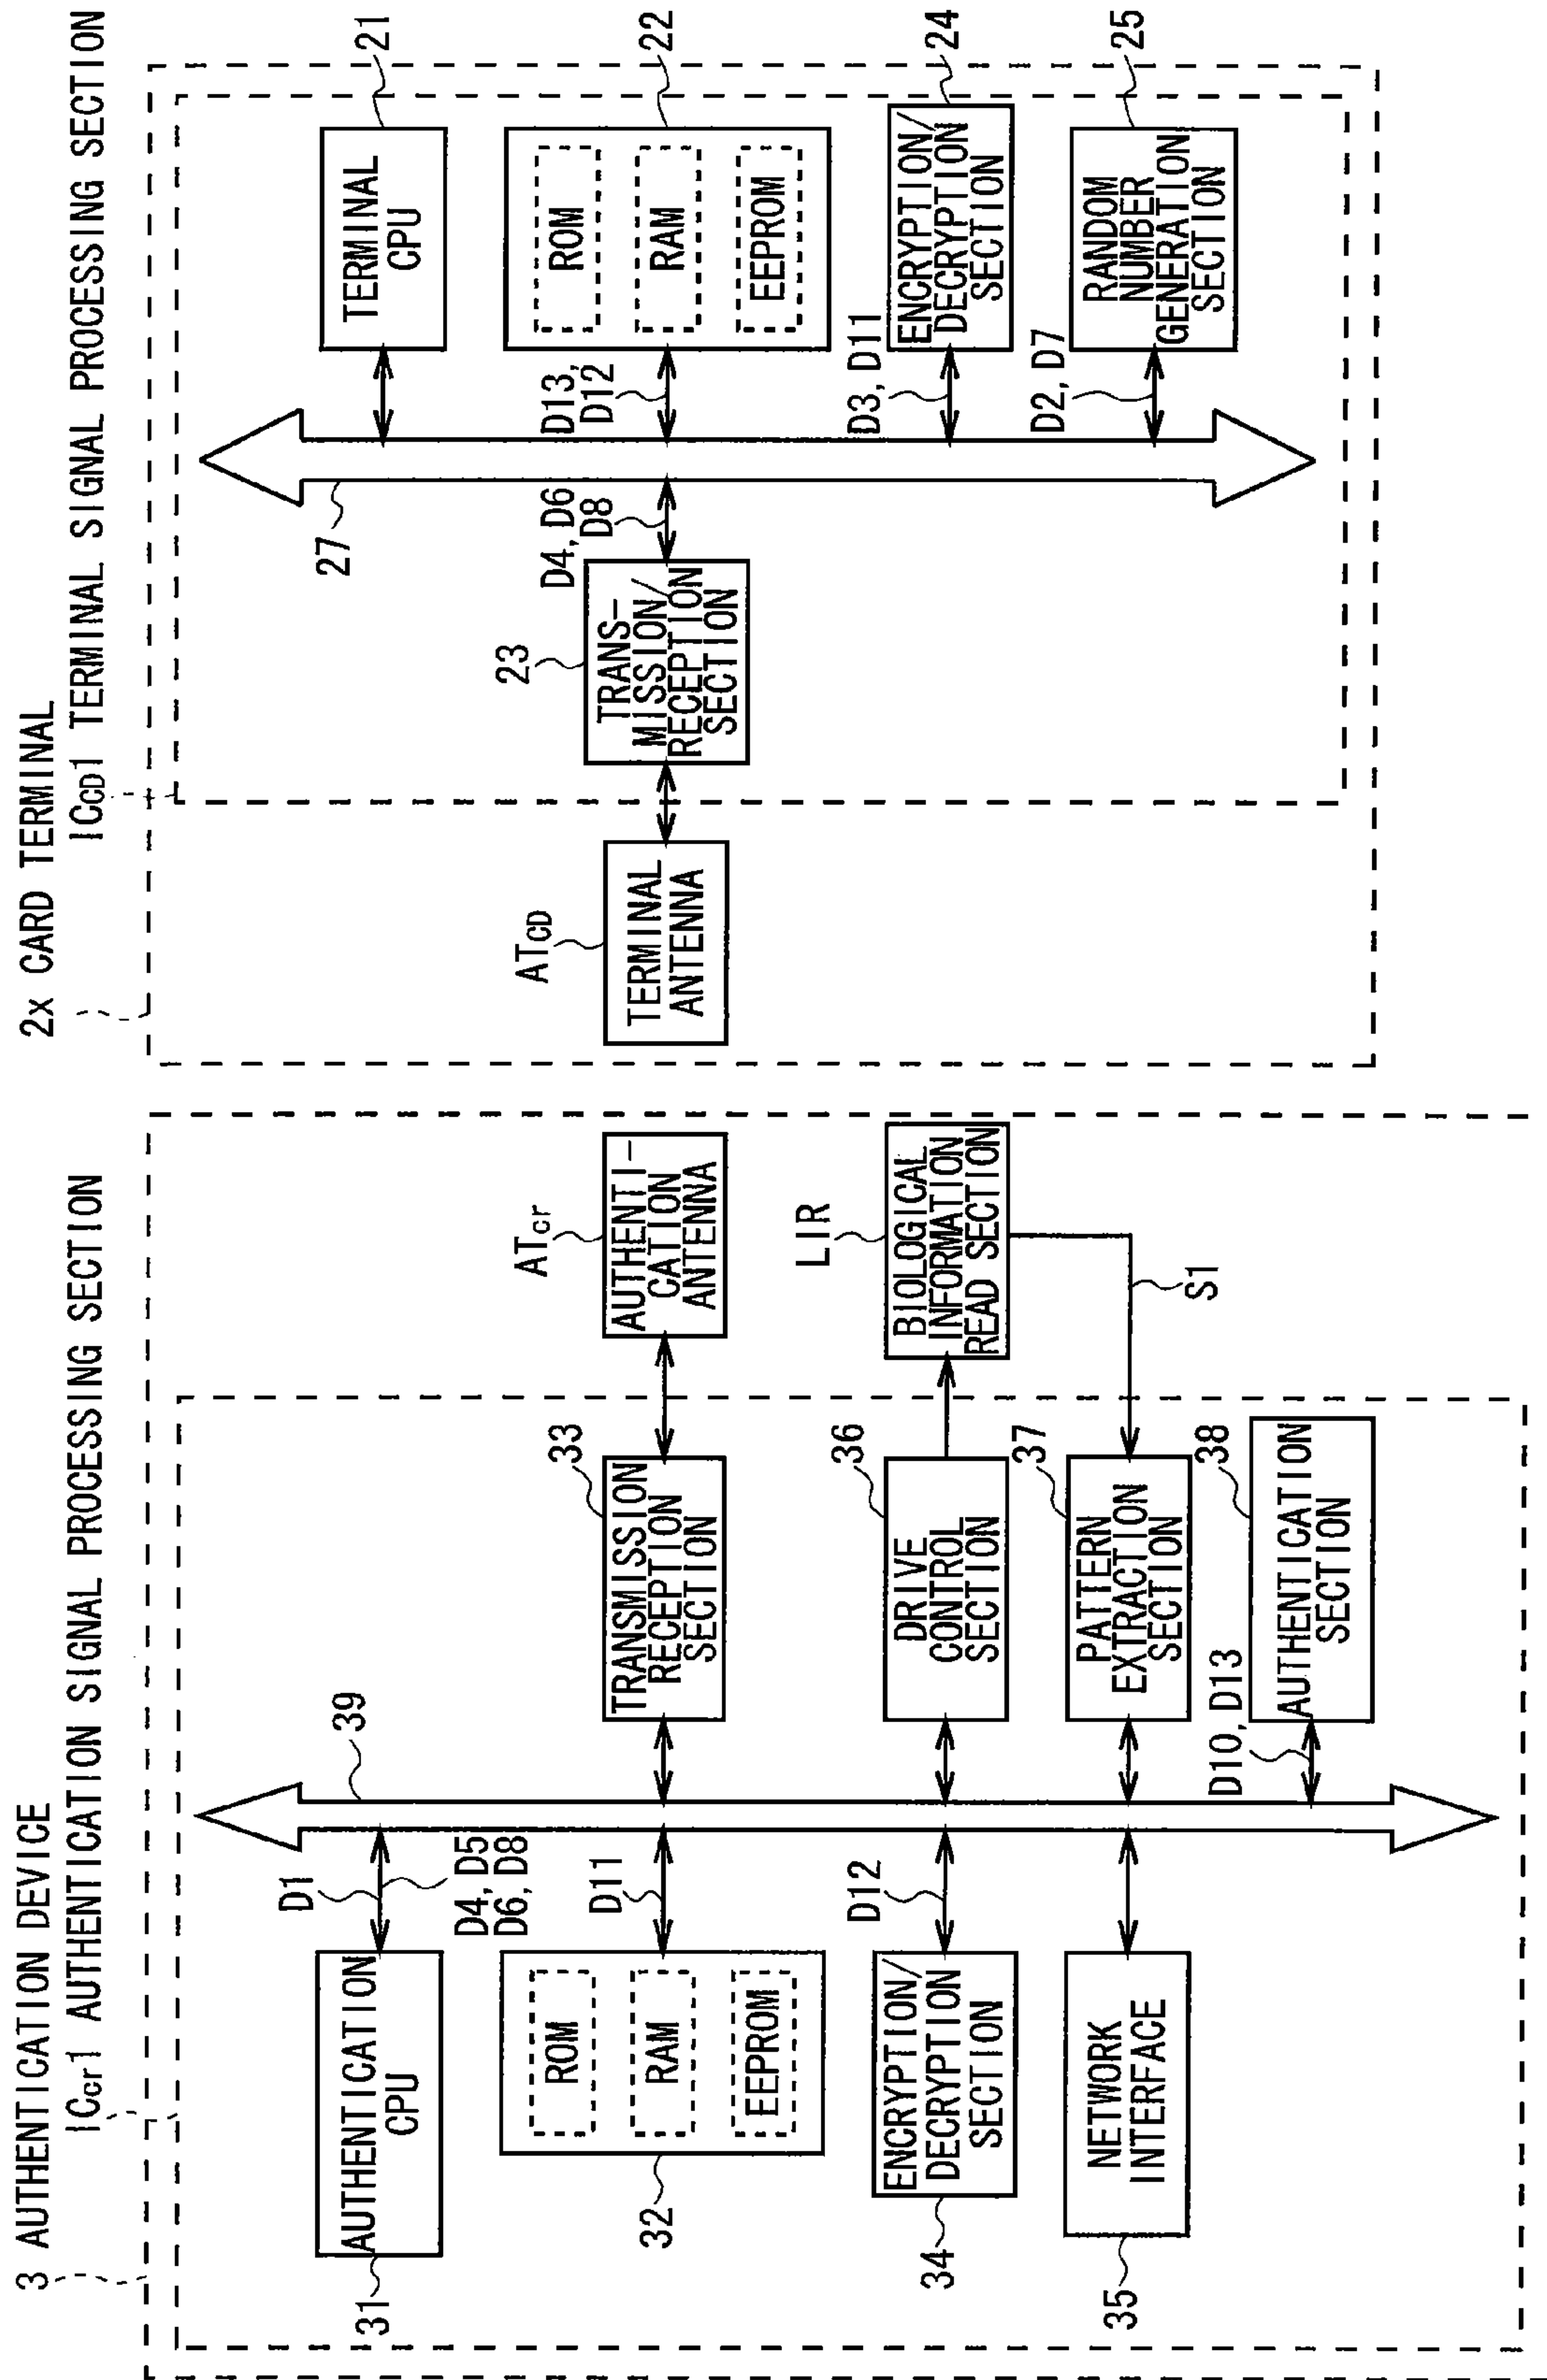 3 AUTHENTICATION DEVICE
ICcr1 AUTHENTICATION SIGNAL PROCESSING SECTION
31
AUTHENTICATION
CPU
D1
D4, D5
D6, D8
39
32
ROM
RAM
EEPROM
D11
33
TRANSMISSION
RECEPTION
SECTION
ATcr
AUTHENTI-
CATION
ANTENNA
34
ENCRYPTION/
DECRYPTION
SECTION
D12
36
DRIVE
CONTROL
SECTION
LIR
BIOLOGICAL
INFORMATION
READ SECTION
35
NETWORK
INTERFACE
37
PATTERN
EXTRACTION
SECTION
S1
D10, D13
38
AUTHENTICATION
SECTION
2x CARD TERMINAL
ICCD1 TERMINAL SIGNAL PROCESSING SECTION
ATCD
TERMINAL
ANTENNA
23
TRANS-
MISSION/
RECEPTION
SECTION
D4, D6
D8
27
21
TERMINAL
CPU
D13,
D12
22
ROM
RAM
EEPROM
D3, D11
24
ENCRYPTION/
DECRYPTION
SECTION
D2, D7
25
RANDOM
NUMBER
GENERATION
SECTION